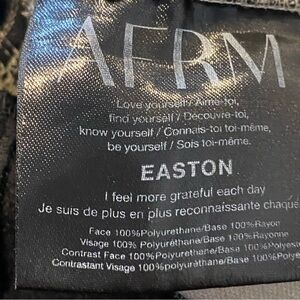 AFRM
Love yourself / Aime-toi,
find yourself / Découvre-toi,
know yourself / Connais-toi toi-même,
be yourself / Sois toi-même.
EASTON
I feel more grateful each day
Je suis de plus en plus reconnaissante chaque
Face 100%Polyurethane/Base 100%Rayon
Visage 100%Polyuréthane/Base 100%Rayonne
Contrast Face 100%Polyurethane/Base 100%
Contrastant Visage 100%Polyuréthane/Base 100%